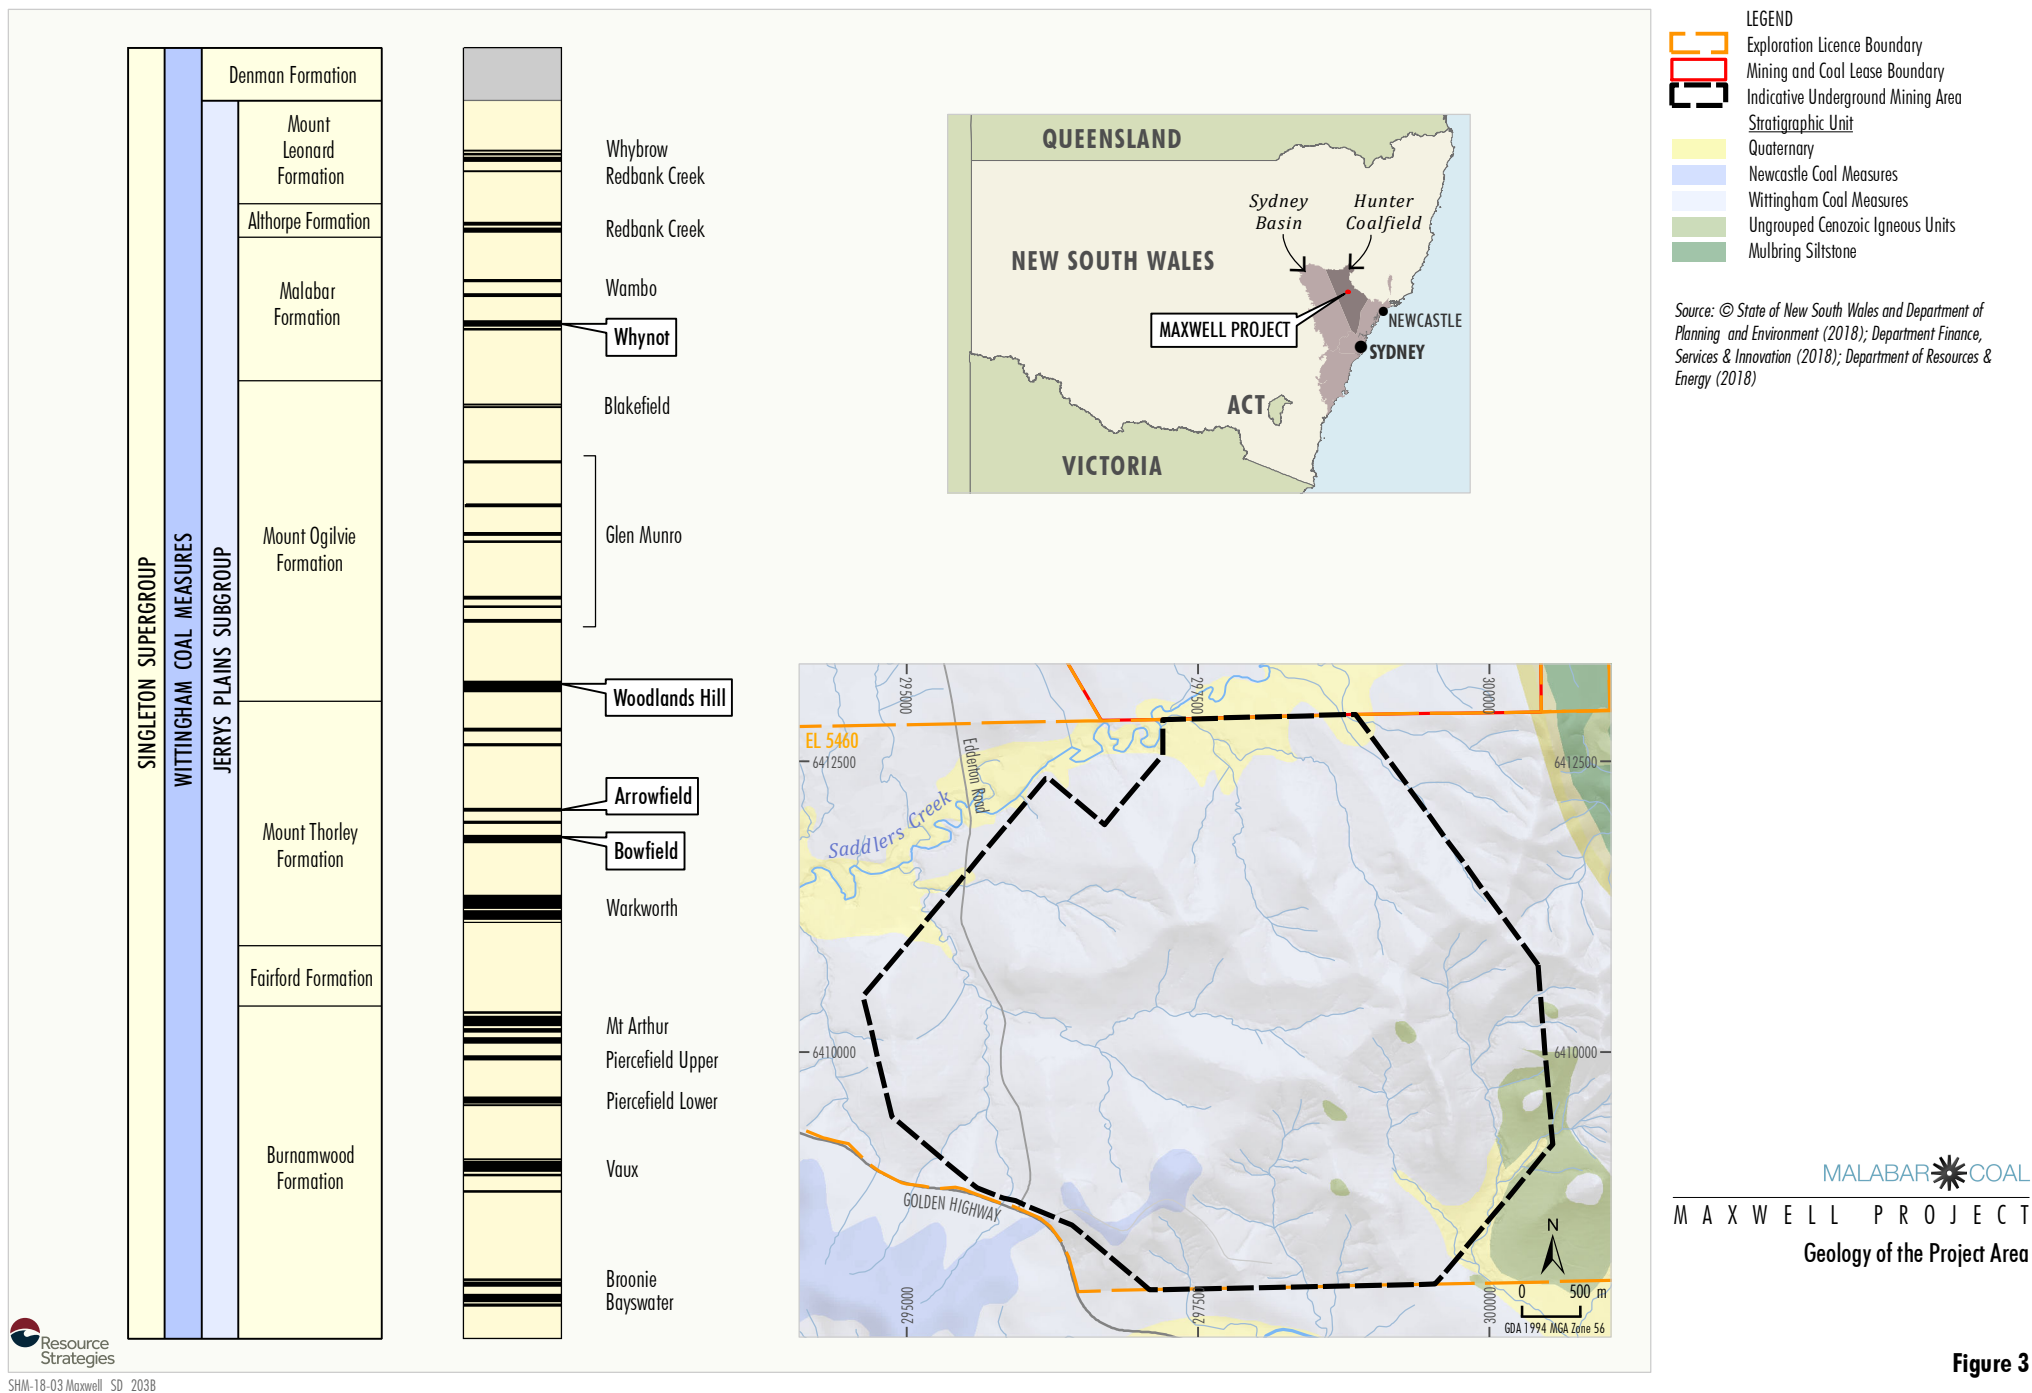 SINGLETON SUPERGROUP
WITTINGHAM COAL MEASURES
JERRYS PLAINS SUBGROUP
Denman Formation
Mount
Leonard
Formation
Althorpe Formation
Malabar
Formation
Mount Ogilvie
Formation
Mount Thorley
Formation
Fairford Formation
Burnamwood
Formation
Whybrow
Redbank Creek
Redbank Creek
Wambo
Whynot
Blakefield
Glen Munro
Woodlands Hill
Arrowfield
Bowfield
Warkworth
Mt Arthur
Piercefield Upper
Piercefield Lower
Vaux
Broonie
Bayswater
QUEENSLAND
Sydney
Basin
Hunter
Coalfield
NEW SOUTH WALES
MAXWELL PROJECT
NEWCASTLE
SYDNEY
ACT
VICTORIA
295000
297500
300000
EL 5460
6412500
6412500
Edderton Road
Saddlers Creek
6410000
6410000
GOLDEN HIGHWAY
295000
297500
300000
N
0 500 m
GDA 1994 MGA Zone 56
LEGEND
Exploration Licence Boundary
Mining and Coal Lease Boundary
Indicative Underground Mining Area
Stratigraphic Unit
Quaternary
Newcastle Coal Measures
Wittingham Coal Measures
Ungrouped Cenozoic Igneous Units
Mulbring Siltstone
Source: © State of New South Wales and Department of
Planning and Environment (2018); Department Finance,
Services & Innovation (2018); Department of Resources &
Energy (2018)
MALABAR COAL
MAXWELL PROJECT
Geology of the Project Area
Figure 3
Resource
Strategies
SHM-18-03 Maxwell_SD_203B